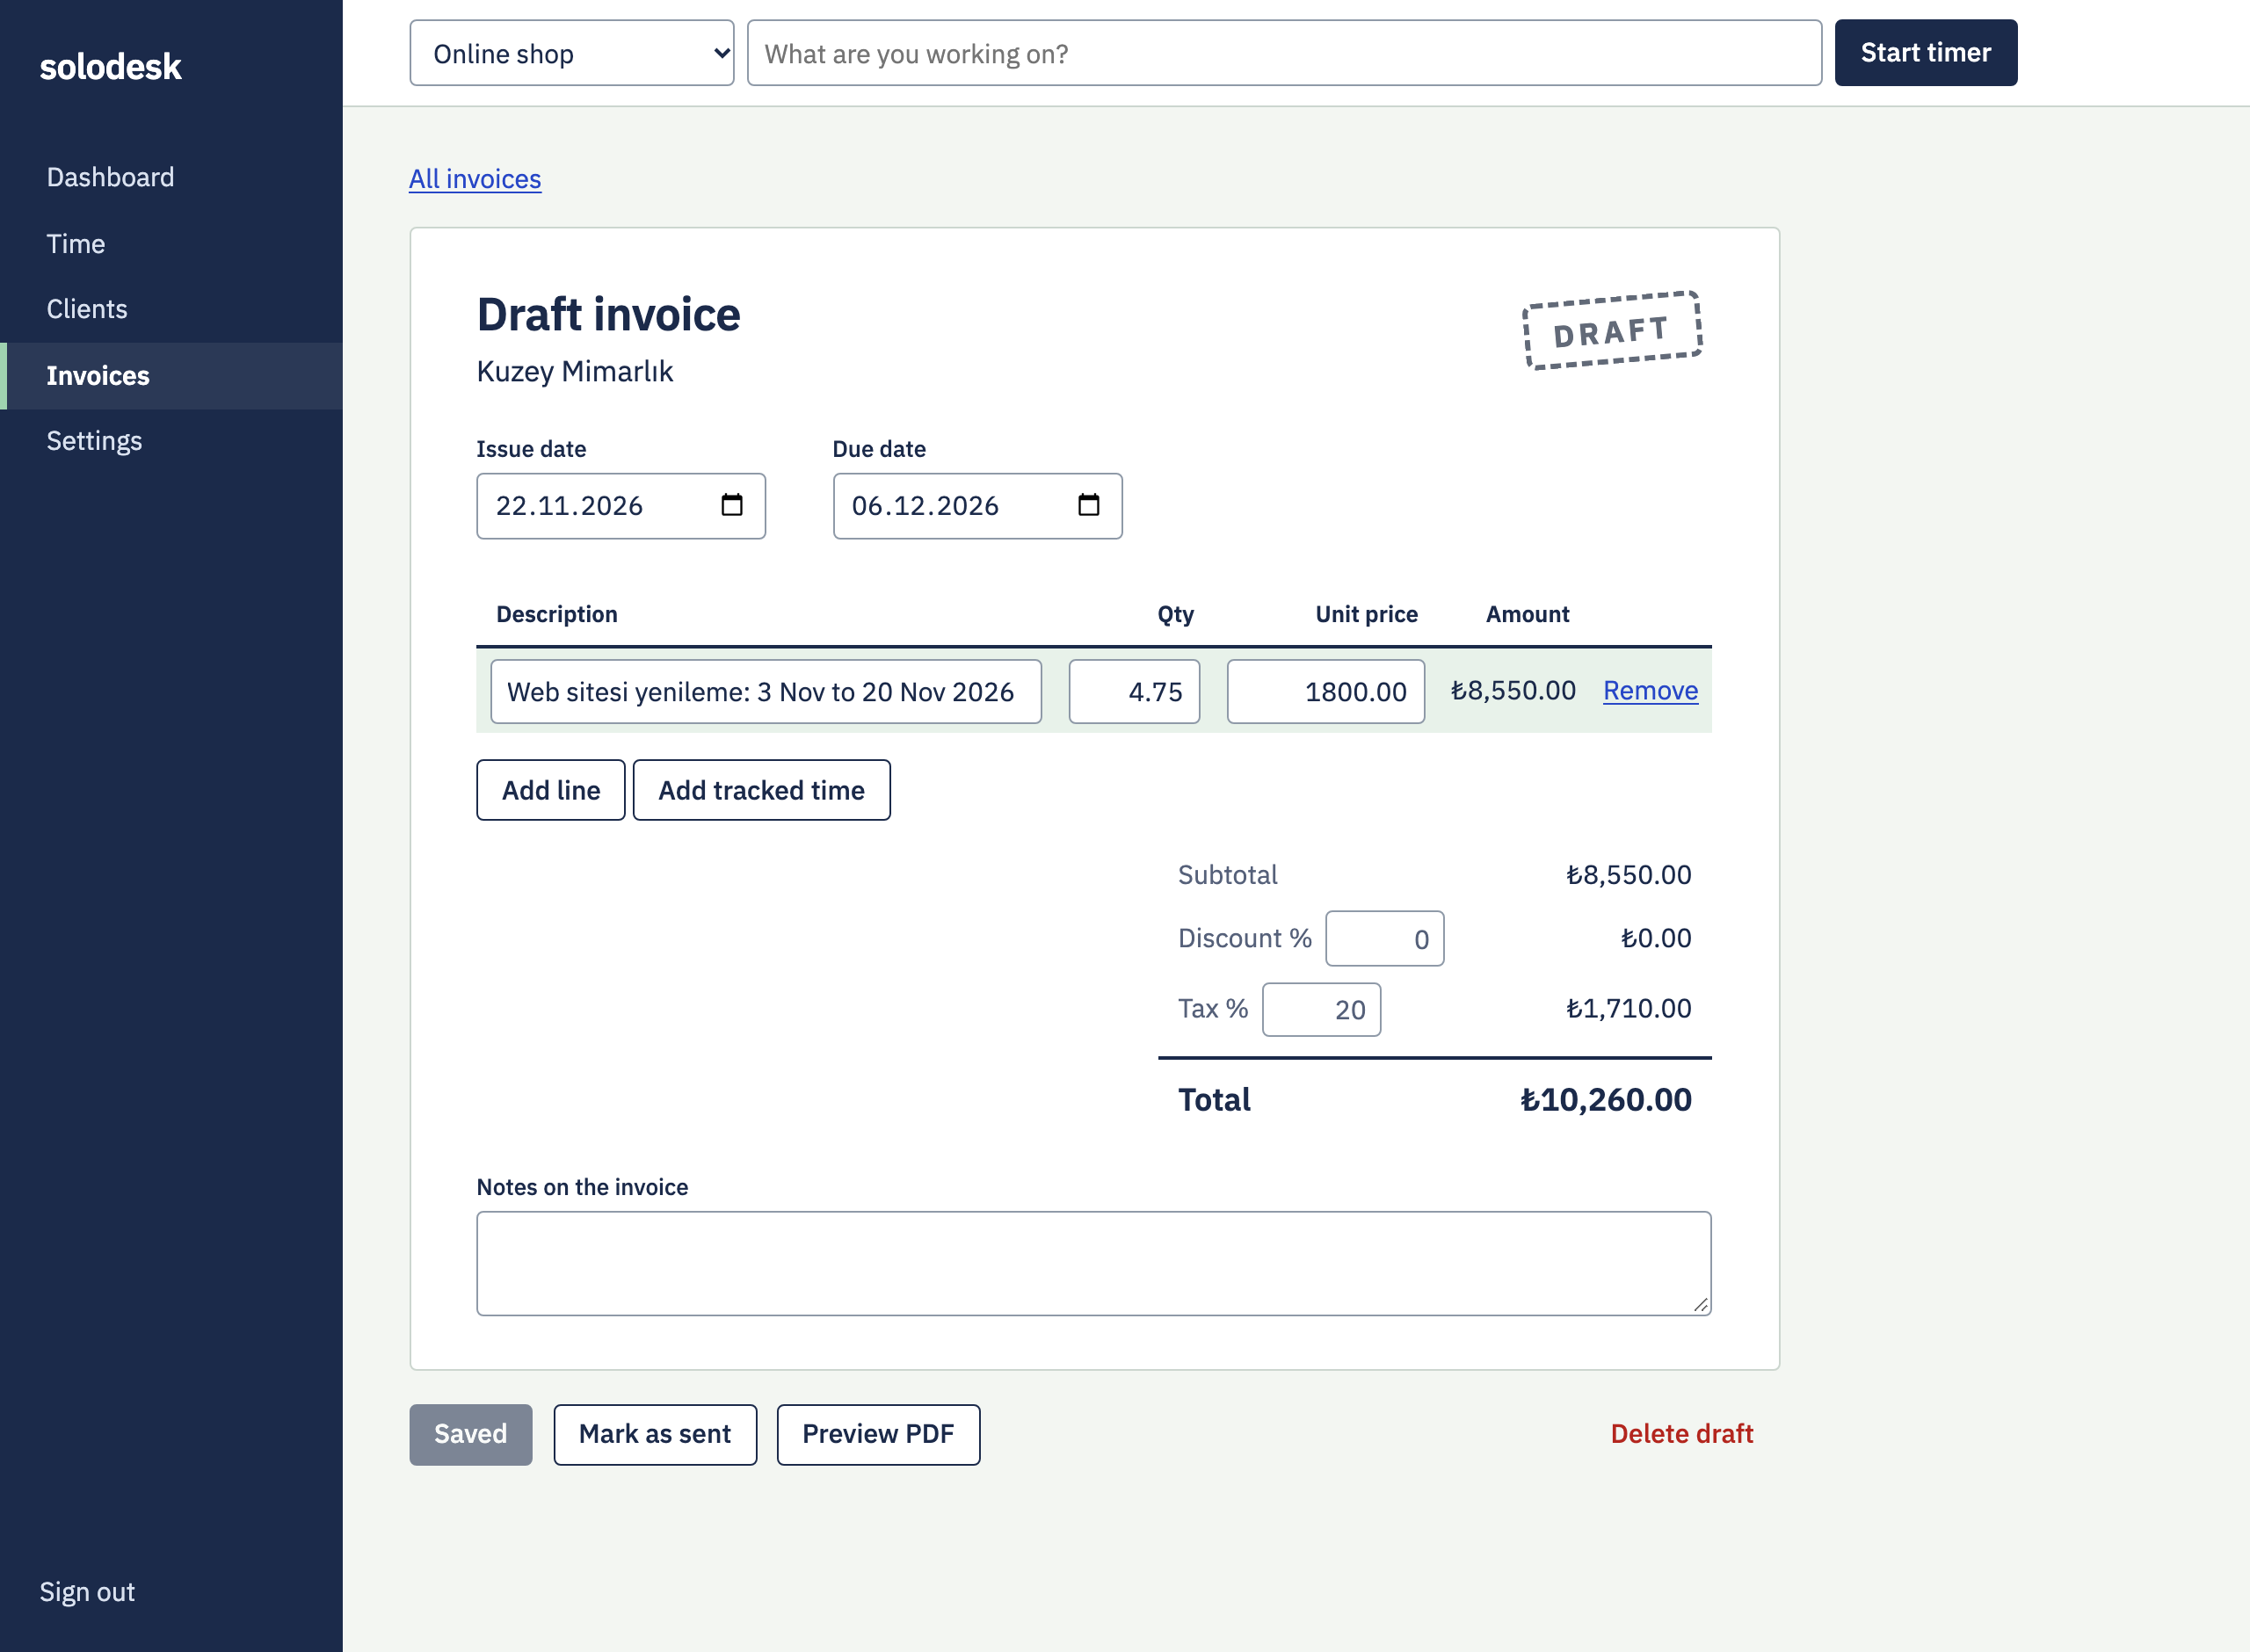 solodesk
Dashboard
Time
Clients
Invoices
Settings
Sign out
Online shop
What are you working on?
Start timer
All invoices
Draft invoice
DRAFT
Kuzey Mimarlık
Issue date
Due date
22.11.2026
06.12.2026
Description Qty Unit price Amount
Web sitesi yenileme: 3 Nov to 20 Nov 2026 4.75 1800.00 ₺8,550.00 Remove
Add line
Add tracked time
Subtotal ₺8,550.00
Discount % 0 ₺0.00
Tax % 20 ₺1,710.00
Total ₺10,260.00
Notes on the invoice
Saved
Mark as sent
Preview PDF
Delete draft